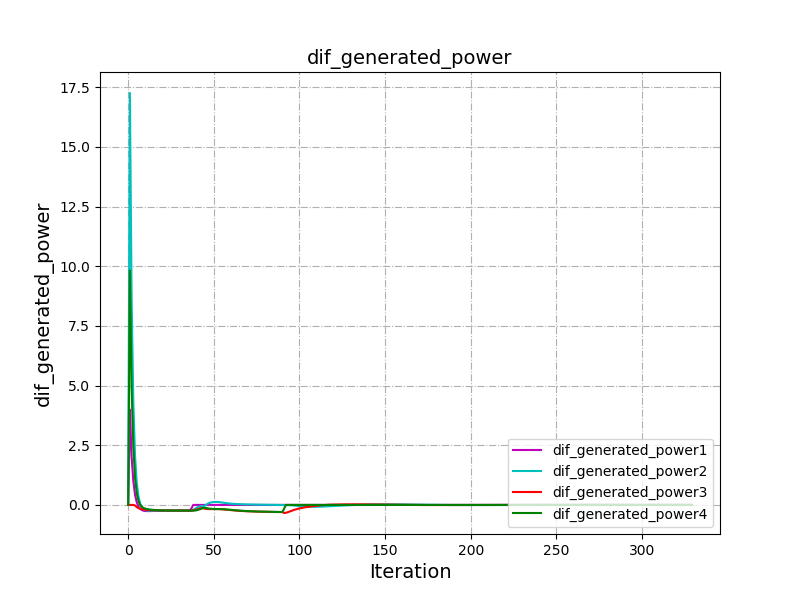 dif_generated_power
dif_generated_power
17.5
15.0
12.5
10.0
7.5
5.0
2.5
0.0
0
50
100
150
200
250
300
Iteration
dif_generated_power1
dif_generated_power2
dif_generated_power3
dif_generated_power4